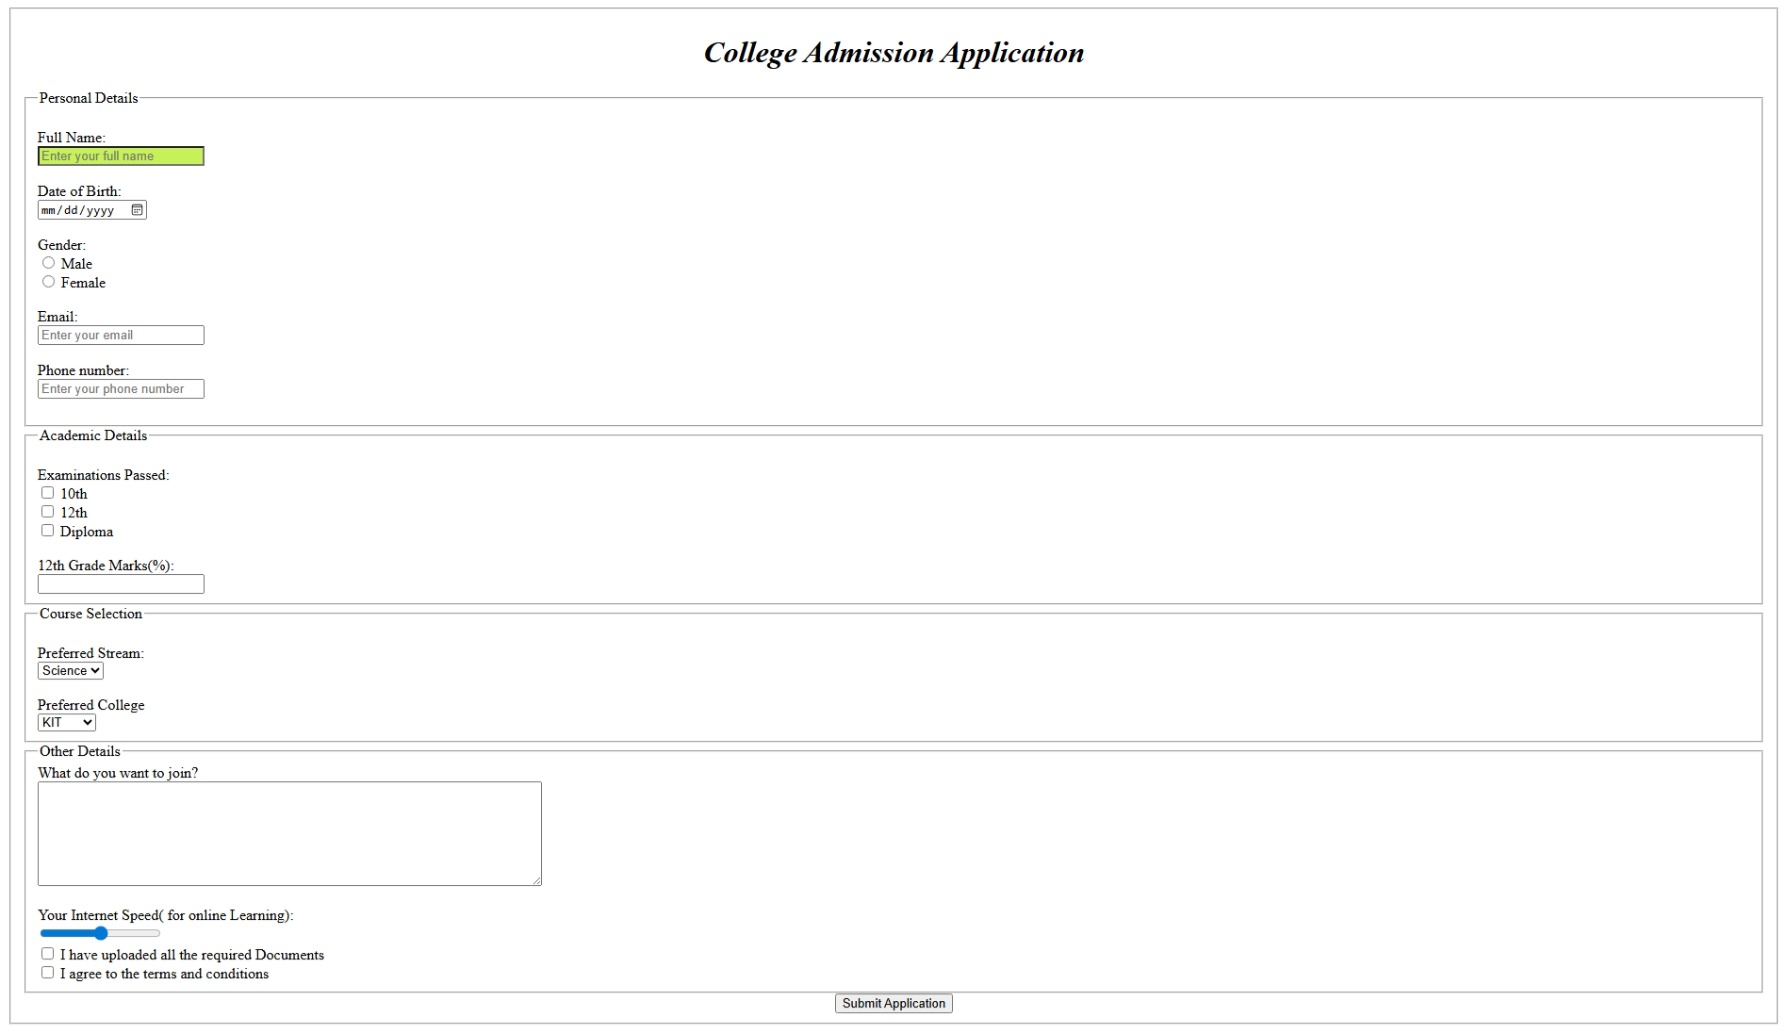 College Admission Application
Personal Details
Full Name:
Enter your full name
Date of Birth:
mm/dd/yyyy
Gender:
Male
Female
Email:
Enter your email
Phone number:
Enter your phone number
Academic Details
Examinations Passed:
10th
12th
Diploma
12th Grade Marks(%):
Course Selection
Preferred Stream:
Science
Preferred College
KIT
Other Details
What do you want to join?
Your Internet Speed( for online Learning):
I have uploaded all the required Documents
I agree to the terms and conditions
Submit Application